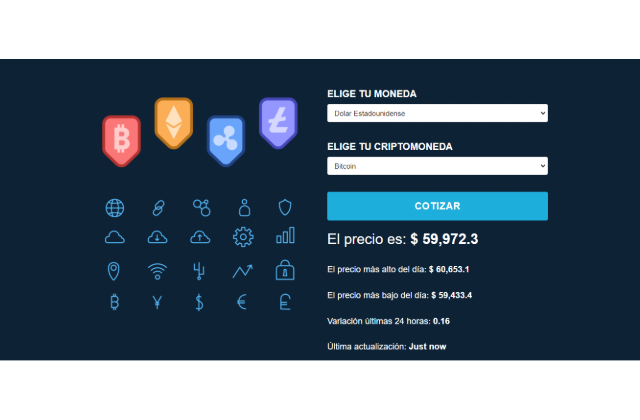 ELIGE TU MONEDA
Dolar Estadounidense
ELIGE TU CRIPTOMONEDA
Bitcoin
COTIZAR
El precio es: $ 59,972.3
El precio más alto del día: $ 60,653.1
El precio más bajo del día: $ 59,433.4
Variación últimas 24 horas: 0.16
Última actualización: Just now